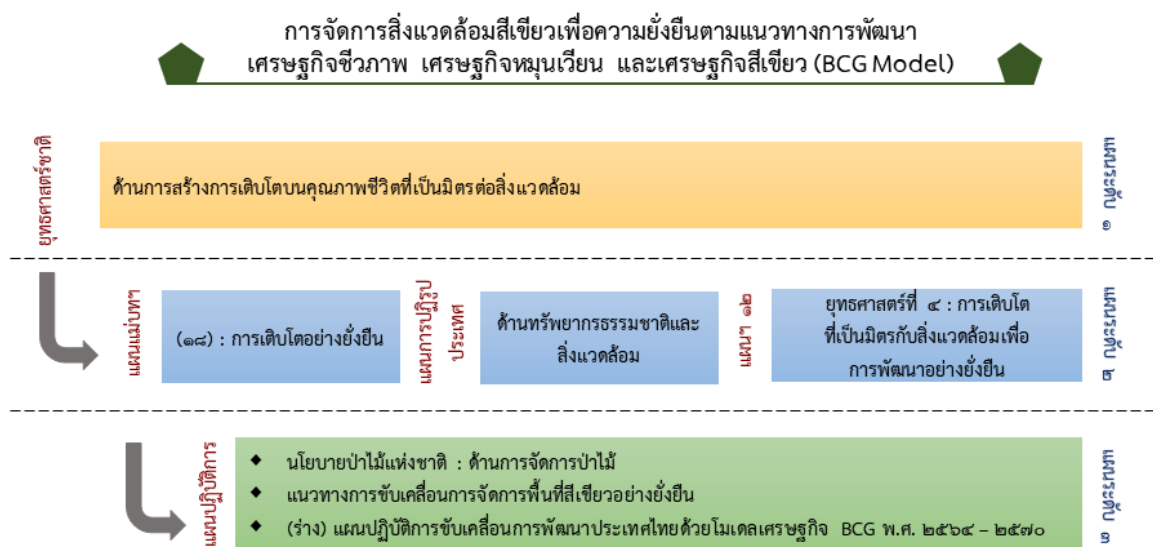 การจัดการสิ่งแวดล้อมสีเขียวเพื่อความยั่งยืนตามแนวทางการพัฒนา
เศรษฐกิจชีวภาพ เศรษฐกิจหมุนเวียน และเศรษฐกิจสีเขียว (BCG Model)
ยุทธศาสตร์ชาติ
ด้านการสร้างการเติบโตบนคุณภาพชีวิตที่เป็นมิตรต่อสิ่งแวดล้อม
แผนระดับ ๑
แผนแม่บทฯ
(๑๘) : การเติบโตอย่างยั่งยืน
แผนการปฏิรูป
ประเทศ
ด้านทรัพยากรธรรมชาติและ
สิ่งแวดล้อม
แผนฯ ๑๒
ยุทธศาสตร์ที่ ๔ : การเติบโต
ที่เป็นมิตรกับสิ่งแวดล้อมเพื่อ
การพัฒนาอย่างยั่งยืน
แผนระดับ ๒
แผนปฏิบัติการ
◆ นโยบายป่าไม้แห่งชาติ : ด้านการจัดการป่าไม้
◆ แนวทางการขับเคลื่อนการจัดการพื้นที่สีเขียวอย่างยั่งยืน
◆ (ร่าง) แผนปฏิบัติการขับเคลื่อนการพัฒนาประเทศไทยด้วยโมเดลเศรษฐกิจ BCG พ.ศ. ๒๕๖๔ – ๒๕๗๐
แผนระดับ ๓